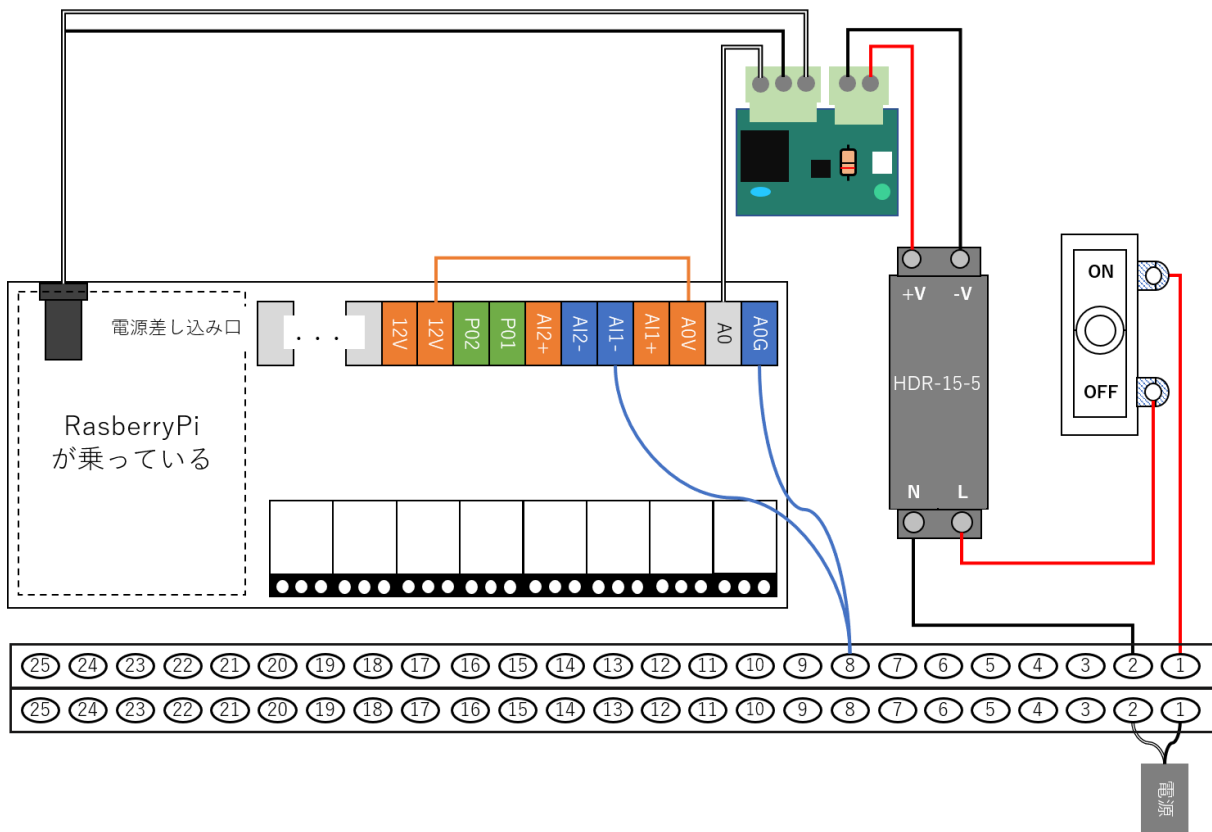 ON
+V -V
電源差し込み口
. . .
12V
12V
P02
P01
AI2+
AI2-
AI1-
AI1+
A0V
A0
A0G
HDR-15-5
OFF
RasberryPi
が乗っている
N L
25 24 23 22 21 20 19 18 17 16 15 14 13 12 11 10 9 8 7 6 5 4 3 2 1
25 24 23 22 21 20 19 18 17 16 15 14 13 12 11 10 9 8 7 6 5 4 3 2 1
電源